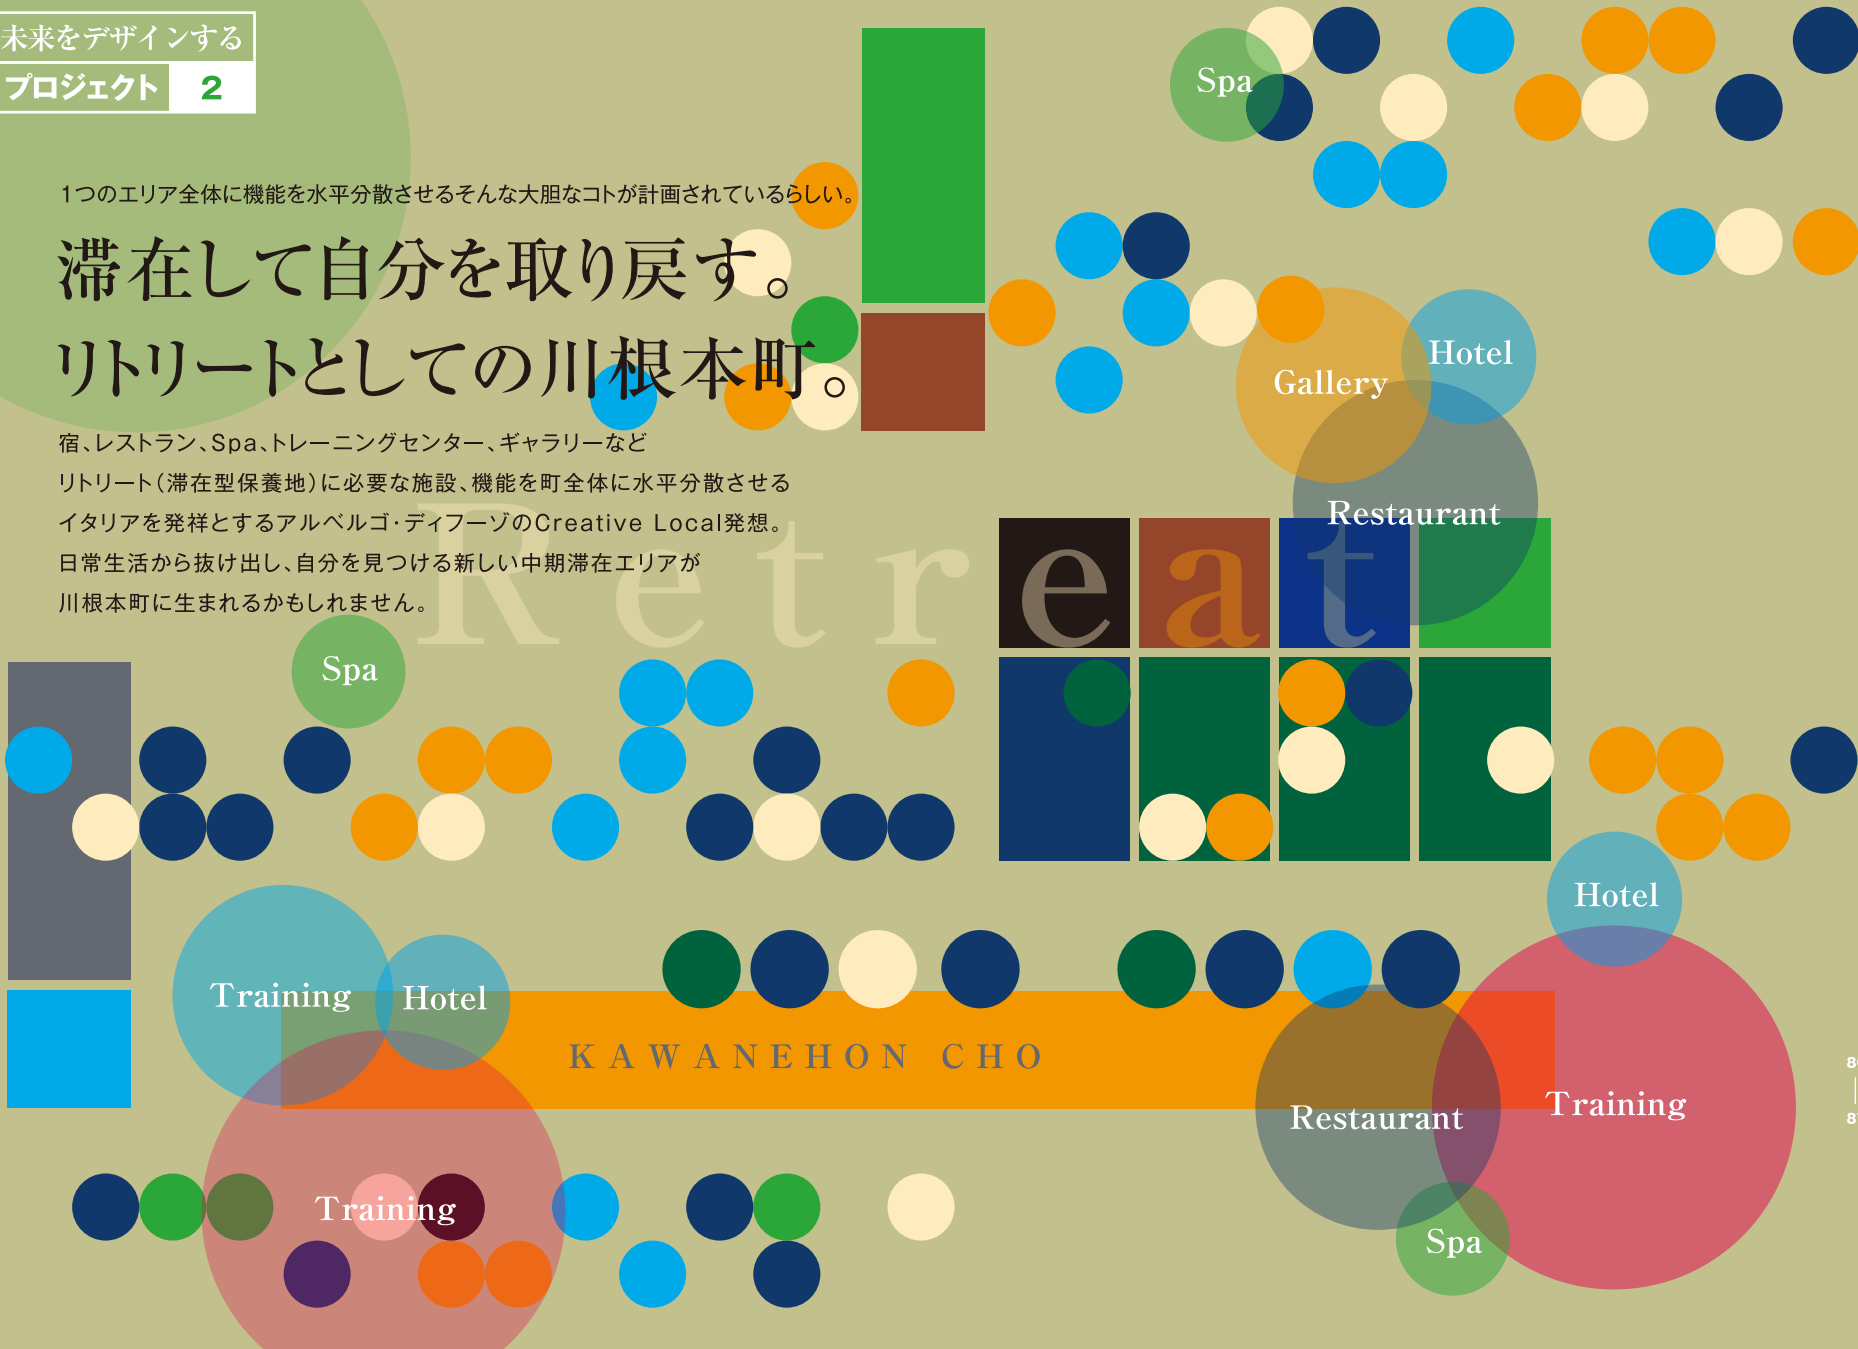 未来をデザインする
プロジェクト 2
1つのエリア全体に機能を水平分散させるそんな大胆なコトが計画されているらしい。
滞在して自分を取り戻す。
リトリートとしての川根本町。
宿、レストラン、Spa、トレーニングセンター、ギャラリーなど
リトリート（滞在型保養地）に必要な施設、機能を町全体に水平分散させる
イタリアを発祥とするアルベルゴ・ディフーゾのCreative Local発想。
日常生活から抜け出し、自分を見つける新しい中期滞在エリアが
川根本町に生まれるかもしれません。
Retreat
Spa
Gallery
Hotel
Restaurant
Spa
Hotel
Training
Hotel
KAWANEHON CHO
Restaurant
Training
Training
Spa